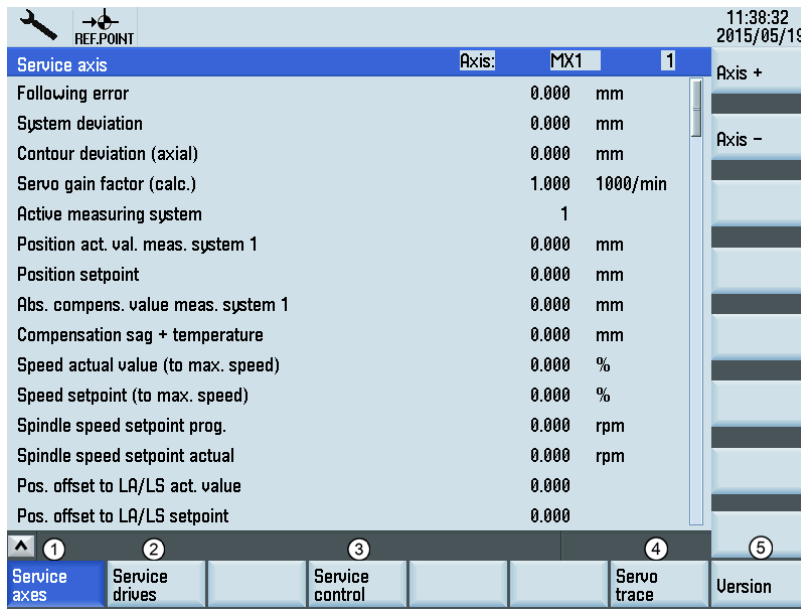 11:38:32
REF.POINT 2015/05/19
Service axis Axis: MX1 1
Axis +
Following error 0.000 mm
System deviation 0.000 mm
Axis -
Contour deviation (axial) 0.000 mm
Servo gain factor (calc.) 1.000 1000/min
Active measuring system 1
Position act. val. meas. system 1 0.000 mm
Position setpoint 0.000 mm
Abs. compens. value meas. system 1 0.000 mm
Compensation sag + temperature 0.000 mm
Speed actual value (to max. speed) 0.000 %
Speed setpoint (to max. speed) 0.000 %
Spindle speed setpoint prog. 0.000 rpm
Spindle speed setpoint actual 0.000 rpm
Pos. offset to LA/LS act. value 0.000
Pos. offset to LA/LS setpoint 0.000
1 2 3 4 5
Service axes Service drives Service control Servo trace Version